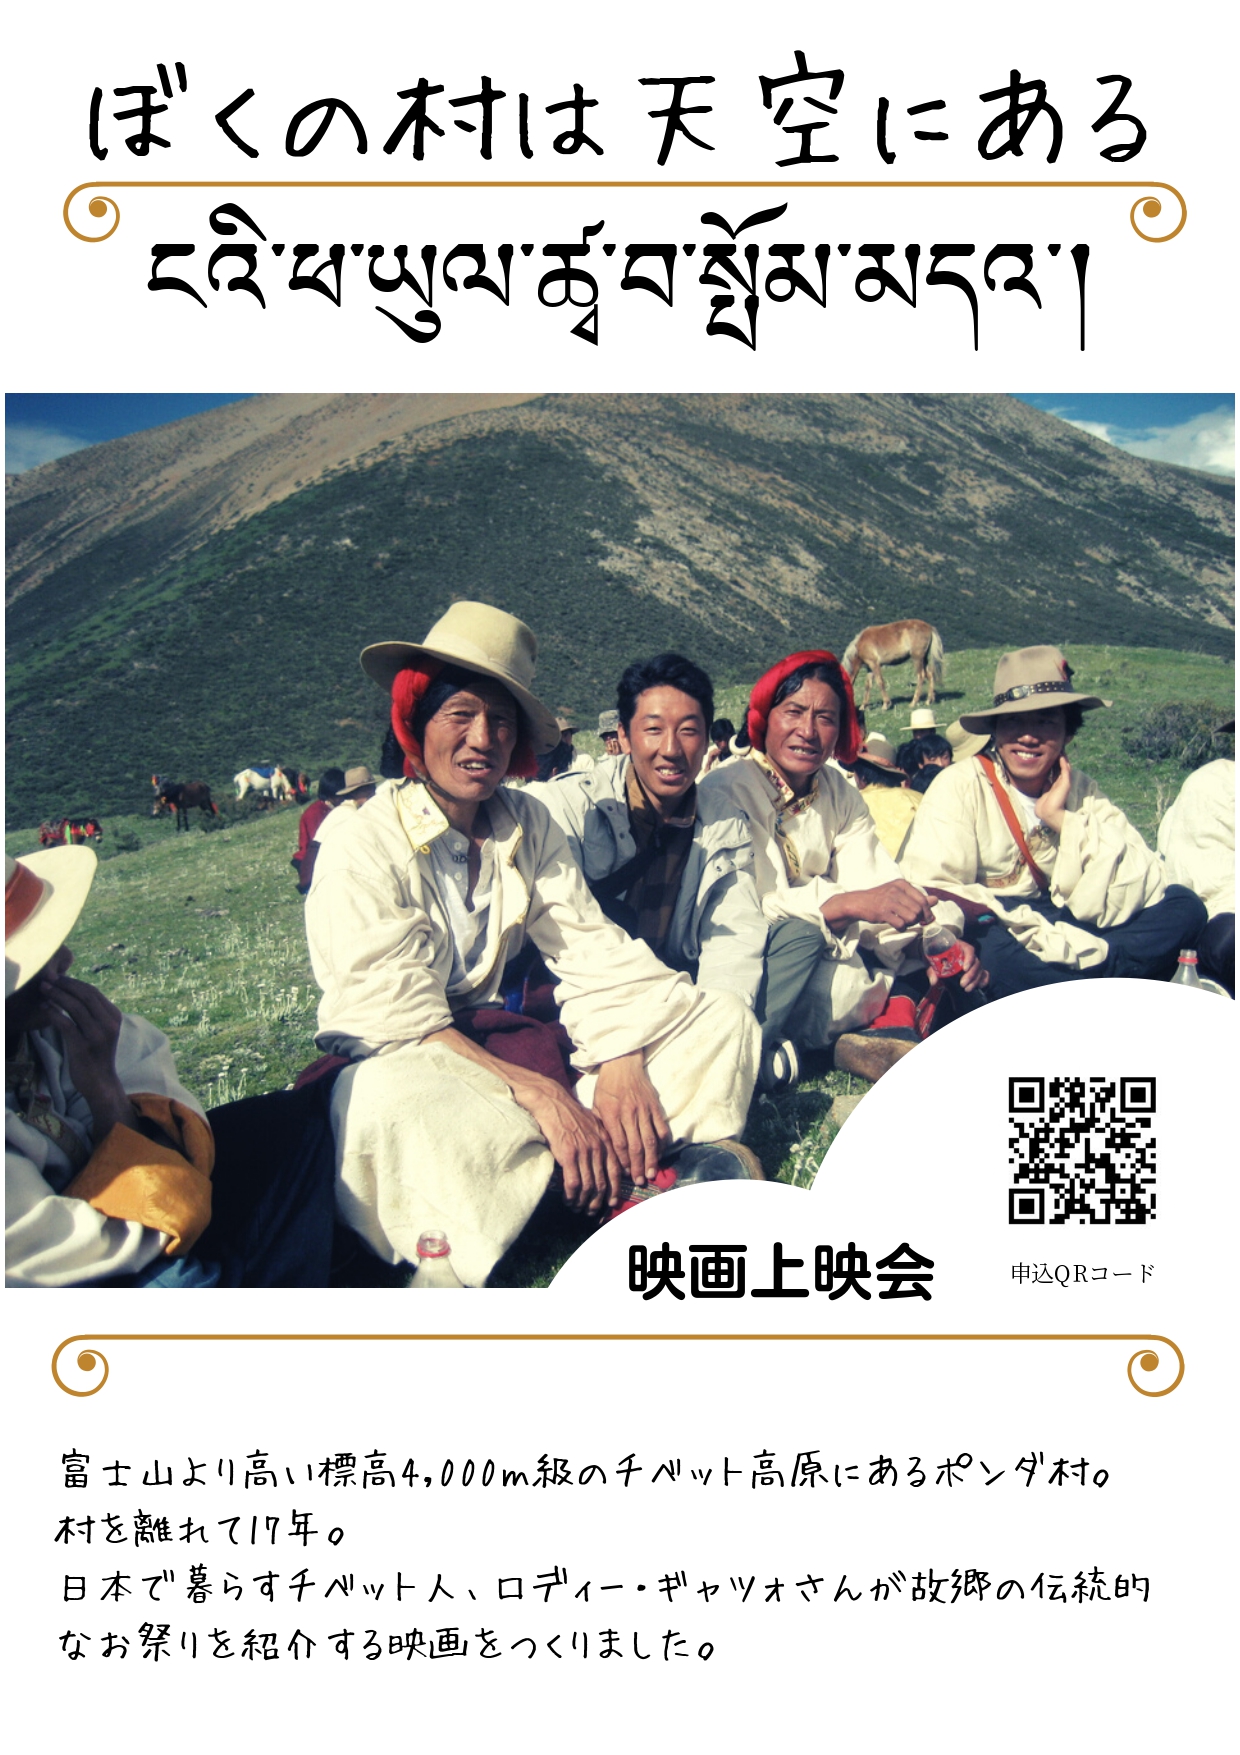 ぼくの村は天空にある
ངའི་ཕ་ཡུལ་ཚྭ་བ་སྤོམ་མདའ་།
映画上映会
申込QRコード
富士山より高い標高4,000m級のチベット高原にあるポンダ村。
村を離れて17年。
日本で暮らすチベット人、ロディー・ギャツォさんが故郷の伝統的
なお祭りを紹介する映画をつくりました。